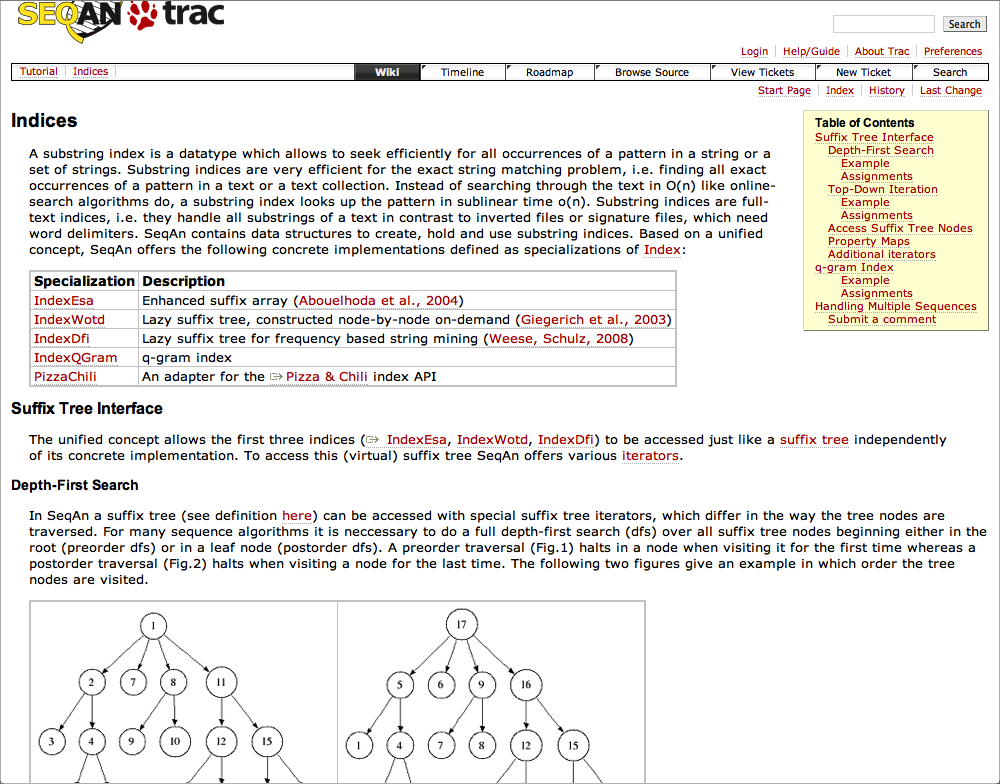 SEQAN trac
Search
Login Help/Guide About Trac Preferences
Tutorial Indices Wiki Timeline Roadmap Browse Source View Tickets New Ticket Search
Start Page Index History Last Change
Indices
A substring index is a datatype which allows to seek efficiently for all occurrences of a pattern in a string or a
set of strings. Substring indices are very efficient for the exact string matching problem, i.e. finding all exact
occurrences of a pattern in a text or a text collection. Instead of searching through the text in O(n) like online-
search algorithms do, a substring index looks up the pattern in sublinear time o(n). Substring indices are full-
text indices, i.e. they handle all substrings of a text in contrast to inverted files or signature files, which need
word delimiters. SeqAn contains data structures to create, hold and use substring indices. Based on a unified
concept, SeqAn offers the following concrete implementations defined as specializations of Index:
Table of Contents
Suffix Tree Interface
Depth-First Search
Example
Assignments
Top-Down Iteration
Example
Assignments
Access Suffix Tree Nodes
Property Maps
Additional iterators
q-gram Index
Example
Assignments
Handling Multiple Sequences
Submit a comment
Specialization Description
IndexEsa Enhanced suffix array (Abouelhoda et al., 2004)
IndexWotd Lazy suffix tree, constructed node-by-node on-demand (Giegerich et al., 2003)
IndexDfi Lazy suffix tree for frequency based string mining (Weese, Schulz, 2008)
IndexQGram q-gram index
PizzaChili An adapter for the Pizza & Chili index API
Suffix Tree Interface
The unified concept allows the first three indices ( IndexEsa, IndexWotd, IndexDfi) to be accessed just like a suffix tree independently
of its concrete implementation. To access this (virtual) suffix tree SeqAn offers various iterators.
Depth-First Search
In SeqAn a suffix tree (see definition here) can be accessed with special suffix tree iterators, which differ in the way the tree nodes are
traversed. For many sequence algorithms it is neccessary to do a full depth-first search (dfs) over all suffix tree nodes beginning either in the
root (preorder dfs) or in a leaf node (postorder dfs). A preorder traversal (Fig.1) halts in a node when visiting it for the first time whereas a
postorder traversal (Fig.2) halts when visiting a node for the last time. The following two figures give an example in which order the tree
nodes are visited.
1
2 7 8 11
3 4 9 10 12 15
17
5 6 9 16
1 4 7 8 12 15